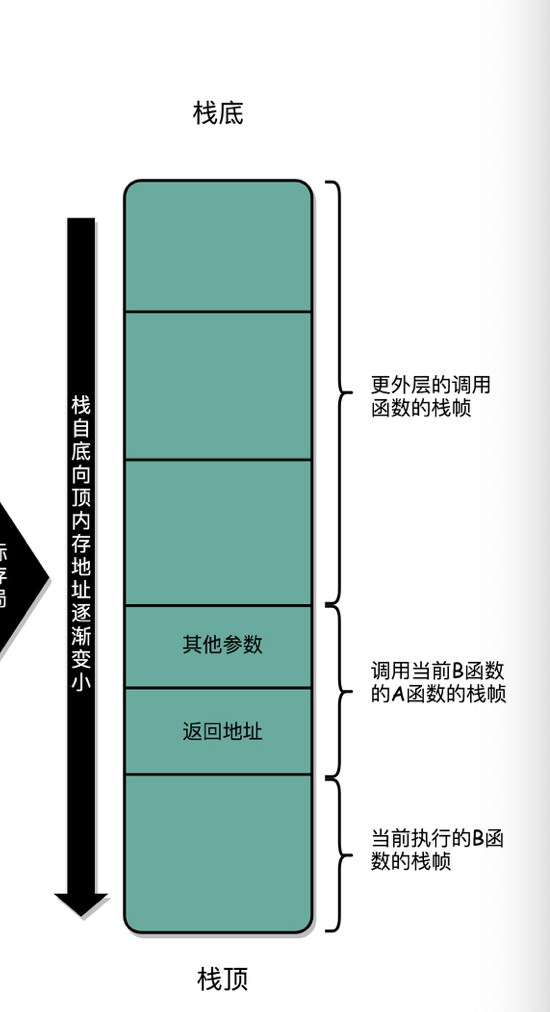 栈底
更外层的调用
函数的栈帧
栈自底向顶内存地址逐渐变小
其他参数
返回地址
调用当前B函数
的A函数的栈帧
当前执行的B函
数的栈帧
栈顶